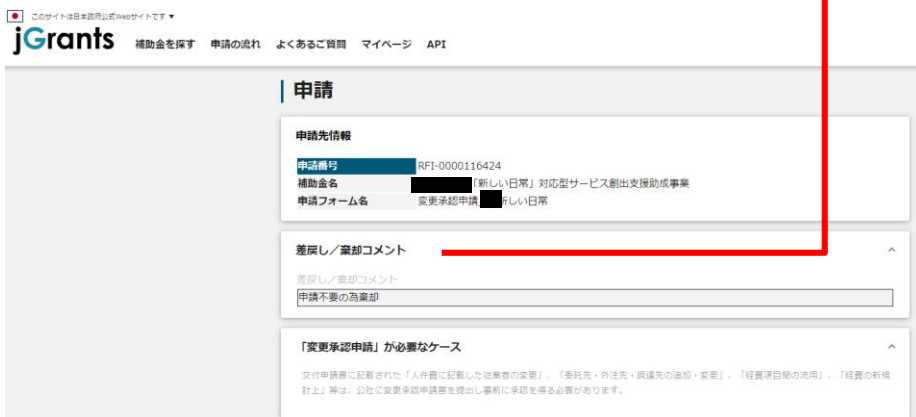 このサイトは日本政府公式Webサイトです ▼
jGrants 補助金を探す 申請の流れ よくあるご質問 マイページ API
申請
申請先情報
申請番号 RFI-0000116424
補助金名 「新しい日常」対応型サービス創出支援助成事業
申請フォーム名 変更承認申請 新しい日常
差戻し/棄却コメント
差戻し/棄却コメント
申請不要の為棄却
「変更承認申請」が必要なケース
交付申請書に記載された「人件費に記載した従業者の変更」、「委託先・外注先・調達先の追加・変更」、「経費項目間の流用」、「経費の新規
計上」等は、公社に変更承認申請書を提出し事前に承認を得る必要があります。